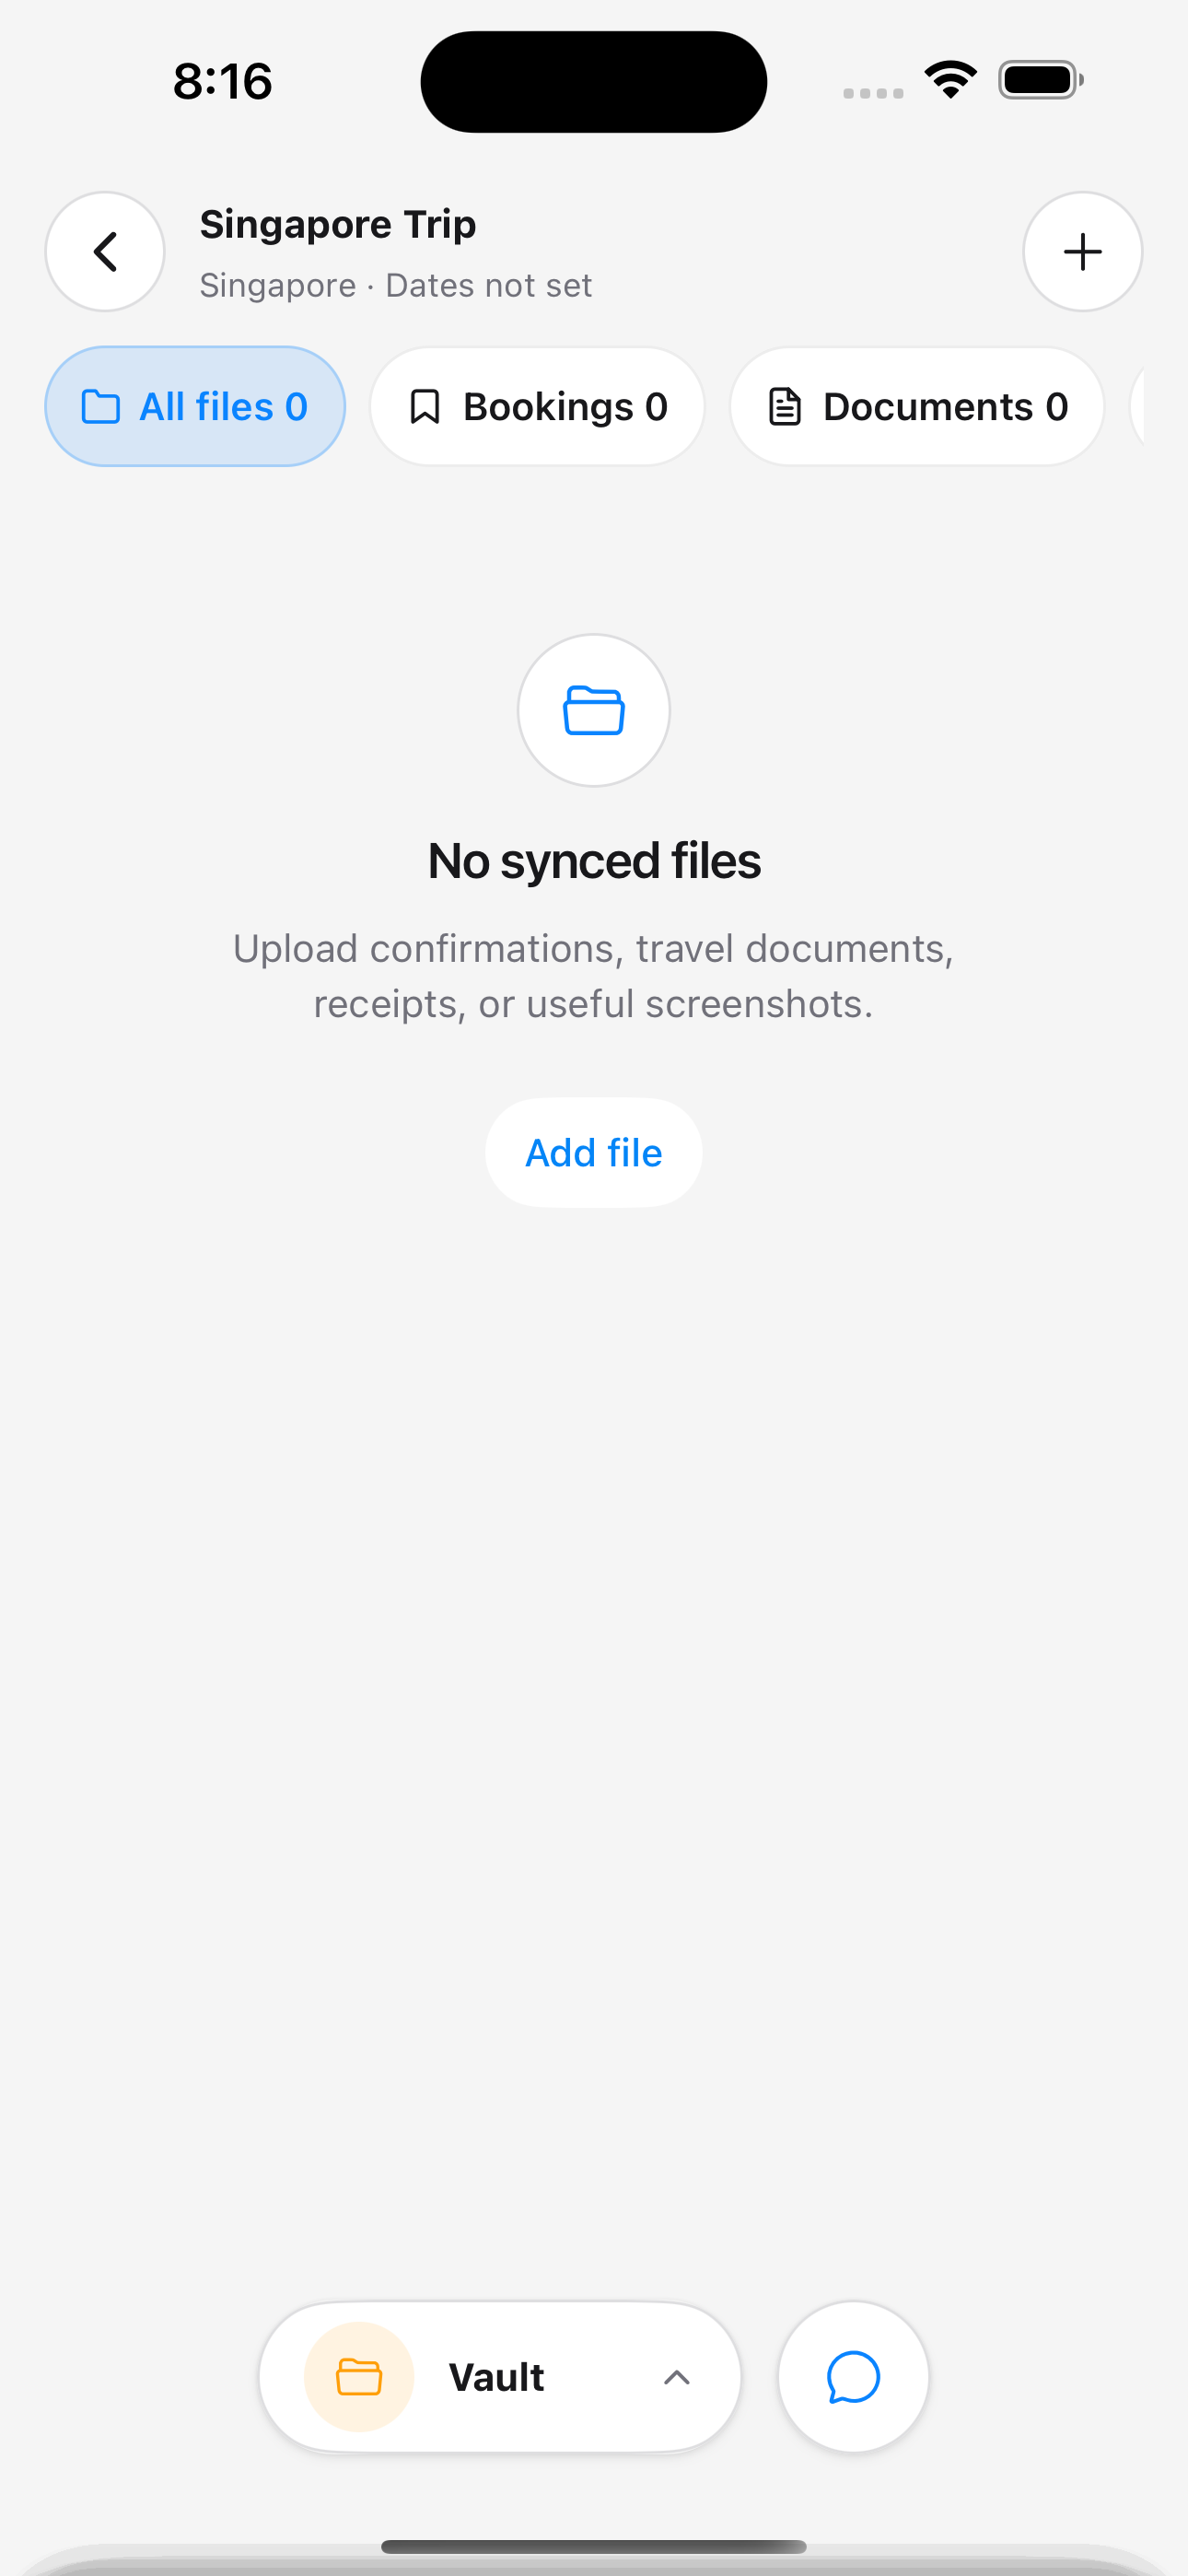 8:16
Singapore Trip
Singapore · Dates not set
All files 0
Bookings 0
Documents 0
No synced files
Upload confirmations, travel documents,
receipts, or useful screenshots.
Add file
Vault